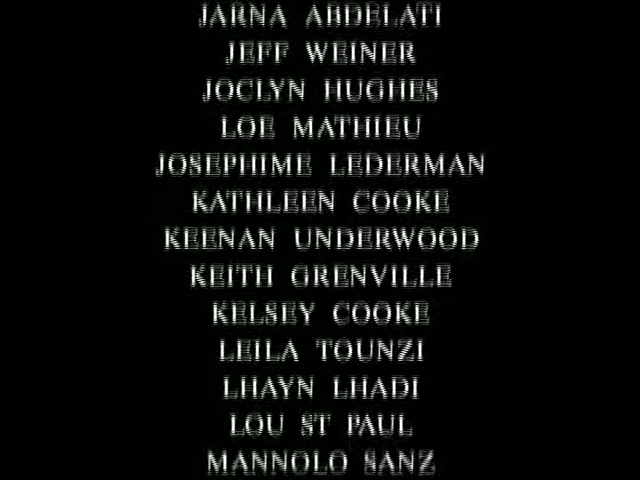 JARNA ABDELATI
JEFF WEINER
JOCLYN HUGHES
LOE MATHIEU
JOSEPHIME LEDERMAN
KATHLEEN COOKE
KEENAN UNDERWOOD
KEITH GRENVILLE
KELSEY COOKE
LEILA TOUNZI
LHAYN LHADI
LOU ST PAUL
MANNOLO SANZ